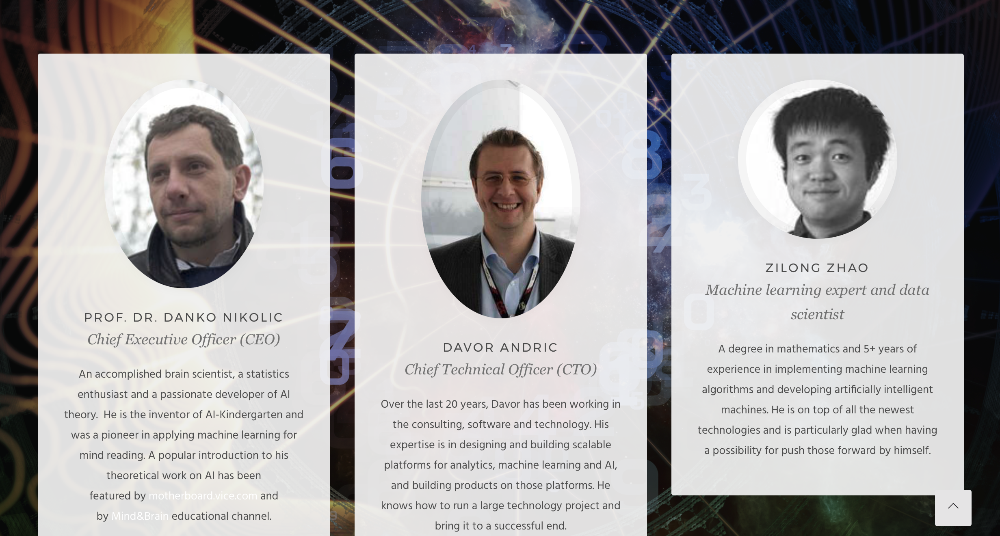 PROF. DR. DANKO NIKOLIC
Chief Executive Officer (CEO)
An accomplished brain scientist, a statistics
enthusiast and a passionate developer of AI
theory.  He is the inventor of AI-Kindergarten and
was a pioneer in applying machine learning for
mind reading. A popular introduction to his
theoretical work on AI has been
featured by motherboard.vice.com and
by Mind&Brain educational channel.
DAVOR ANDRIC
Chief Technical Officer (CTO)
Over the last 20 years, Davor has been working in
the consulting, software and technology. His
expertise is in designing and building scalable
platforms for analytics, machine learning and AI,
and building products on those platforms. He
knows how to run a large technology project and
bring it to a successful end.
ZILONG ZHAO
Machine learning expert and data
scientist
A degree in mathematics and 5+ years of
experience in implementing machine learning
algorithms and developing artificially intelligent
machines. He is on top of all the newest
technologies and is particularly glad when having
a possibility for push those forward by himself.